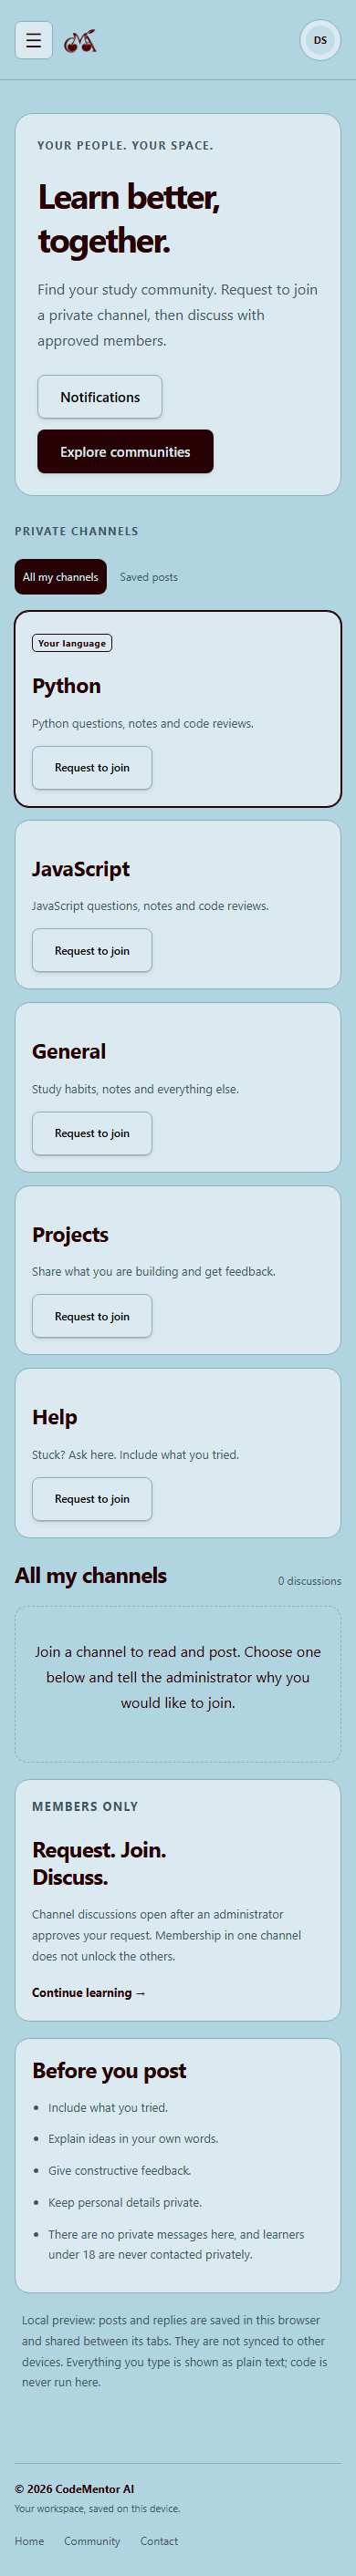 ☰
DS
YOUR PEOPLE. YOUR SPACE.
Learn better,
together.
Find your study community. Request to join
a private channel, then discuss with
approved members.
Notifications
Explore communities
PRIVATE CHANNELS
All my channels
Saved posts
Your language
Python
Python questions, notes and code reviews.
Request to join
JavaScript
JavaScript questions, notes and code reviews.
Request to join
General
Study habits, notes and everything else.
Request to join
Projects
Share what you are building and get feedback.
Request to join
Help
Stuck? Ask here. Include what you tried.
Request to join
All my channels
0 discussions
Join a channel to read and post. Choose one
below and tell the administrator why you
would like to join.
MEMBERS ONLY
Request. Join.
Discuss.
Channel discussions open after an administrator
approves your request. Membership in one channel
does not unlock the others.
Continue learning →
Before you post
• Include what you tried.
• Explain ideas in your own words.
• Give constructive feedback.
• Keep personal details private.
• There are no private messages here, and learners
under 18 are never contacted privately.
Local preview: posts and replies are saved in this browser
and shared between its tabs. They are not synced to other
devices. Everything you type is shown as plain text; code is
never run here.
© 2026 CodeMentor AI
Your workspace, saved on this device.
Home
Community
Contact